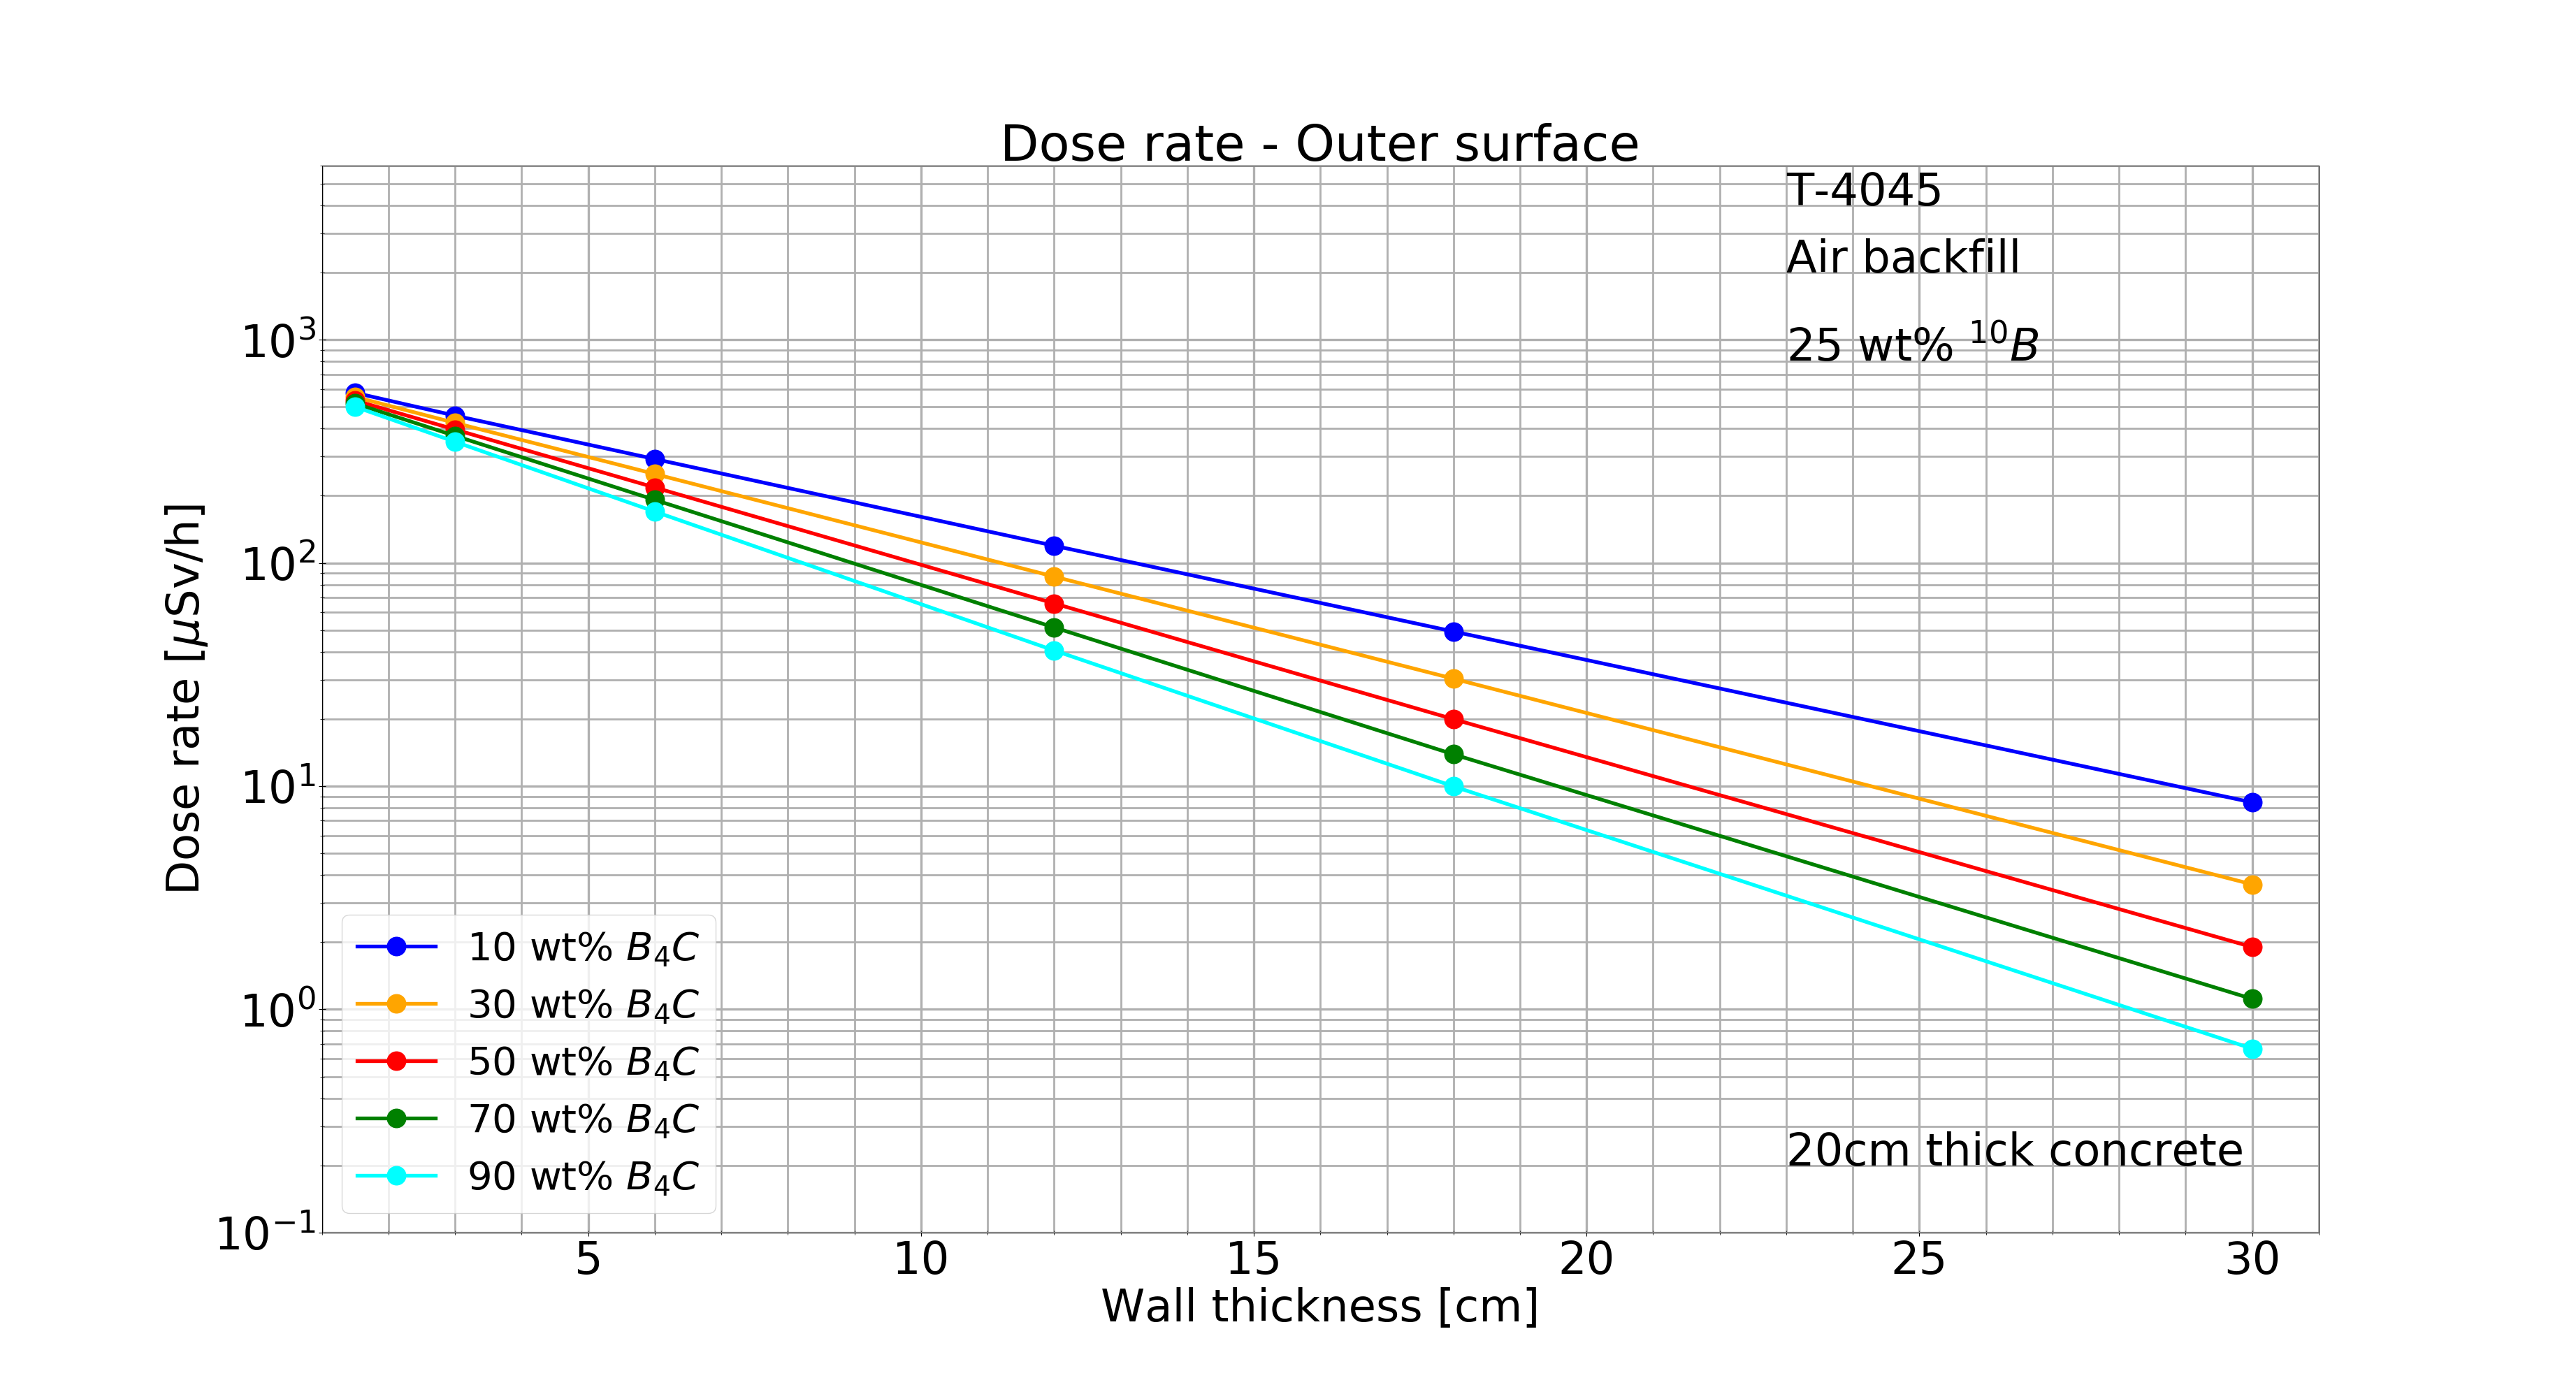 Dose rate - Outer surface
T-4045
Air backfill
25 wt% ¹⁰B
10³
10²
10¹
10⁰
10⁻¹
Dose rate [μSv/h]
10 wt% B₄C
30 wt% B₄C
50 wt% B₄C
70 wt% B₄C
90 wt% B₄C
20cm thick concrete
5 10 15 20 25 30
Wall thickness [cm]